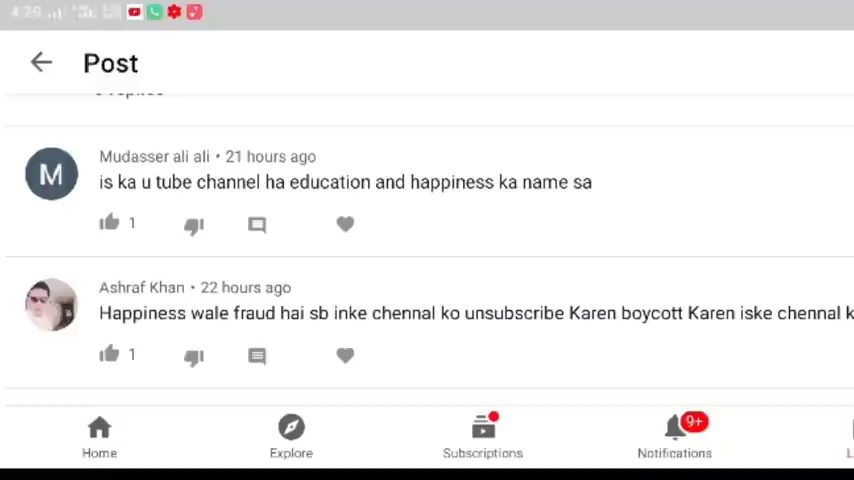 4:29
Post
Mudasser ali ali • 21 hours ago
is ka u tube channel ha education and happiness ka name sa
1
Ashraf Khan • 22 hours ago
Happiness wale fraud hai sb inke chennal ko unsubscribe Karen boycott Karen iske chennal k
1
9+
Home
Explore
Subscriptions
Notifications
M